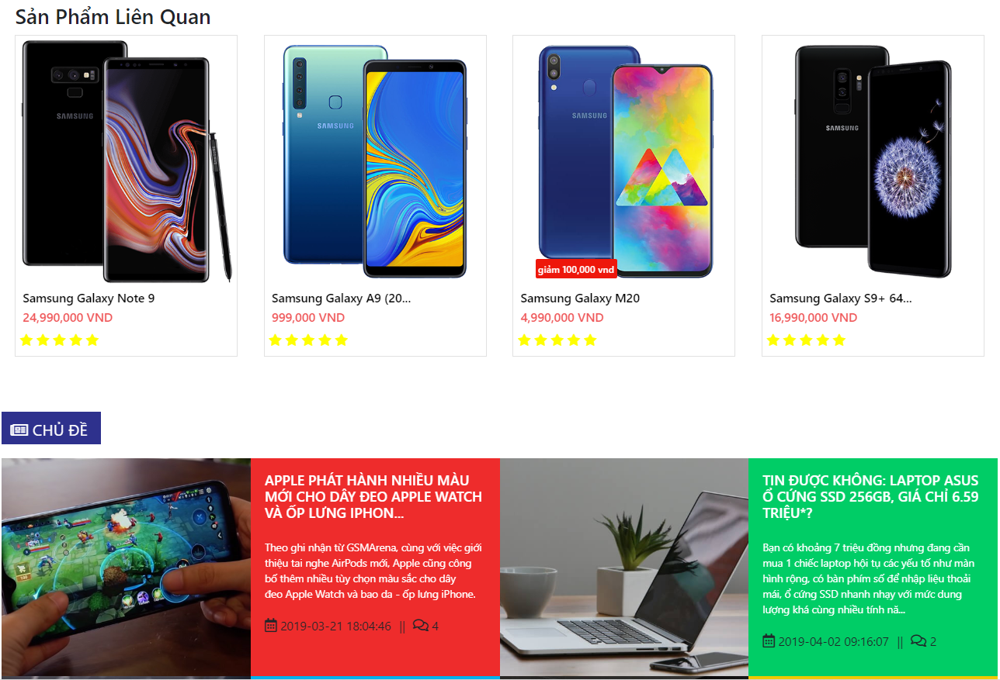 Sản Phẩm Liên Quan
SAMSUNG
SAMSUNG
SAMSUNG
SAMSUNG
giảm 100,000 vnd
Samsung Galaxy Note 9
Samsung Galaxy A9 (20...
Samsung Galaxy M20
Samsung Galaxy S9+ 64...
24,990,000 VND
999,000 VND
4,990,000 VND
16,990,000 VND
CHỦ ĐỀ
APPLE PHÁT HÀNH NHIỀU MÀU
MỚI CHO DÂY ĐEO APPLE WATCH
VÀ ỐP LƯNG IPHON...
Theo ghi nhận từ GSMArena, cùng với việc giới
thiệu tai nghe AirPods mới, Apple cũng công
bố thêm nhiều tùy chọn màu sắc cho dây
đeo Apple Watch và bao da - ốp lưng iPhone.
2019-03-21 18:04:46 || 4
TIN ĐƯỢC KHÔNG: LAPTOP ASUS
Ổ CỨNG SSD 256GB, GIÁ CHỈ 6.59
TRIỆU*?
Bạn có khoảng 7 triệu đồng nhưng đang cần
mua 1 chiếc laptop hội tụ các yếu tố như màn
hình rộng, có bàn phím số để nhập liệu thoải
mái, ổ cứng SSD nhanh nhạy với mức dung
lượng khá cùng nhiều tính nă...
2019-04-02 09:16:07 || 2